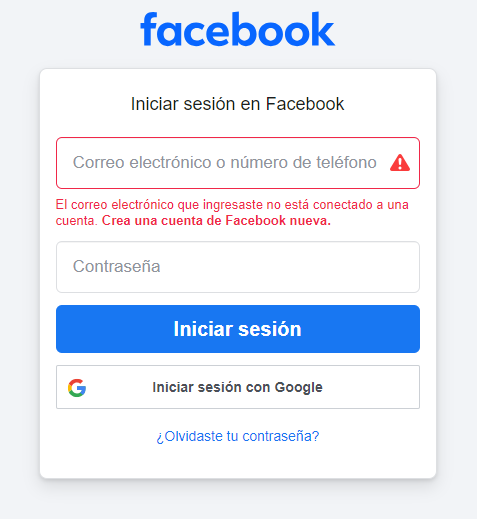 facebook
Iniciar sesión en Facebook
Correo electrónico o número de teléfono
El correo electrónico que ingresaste no está conectado a una
cuenta. Crea una cuenta de Facebook nueva.
Contraseña
Iniciar sesión
Iniciar sesión con Google
¿Olvidaste tu contraseña?